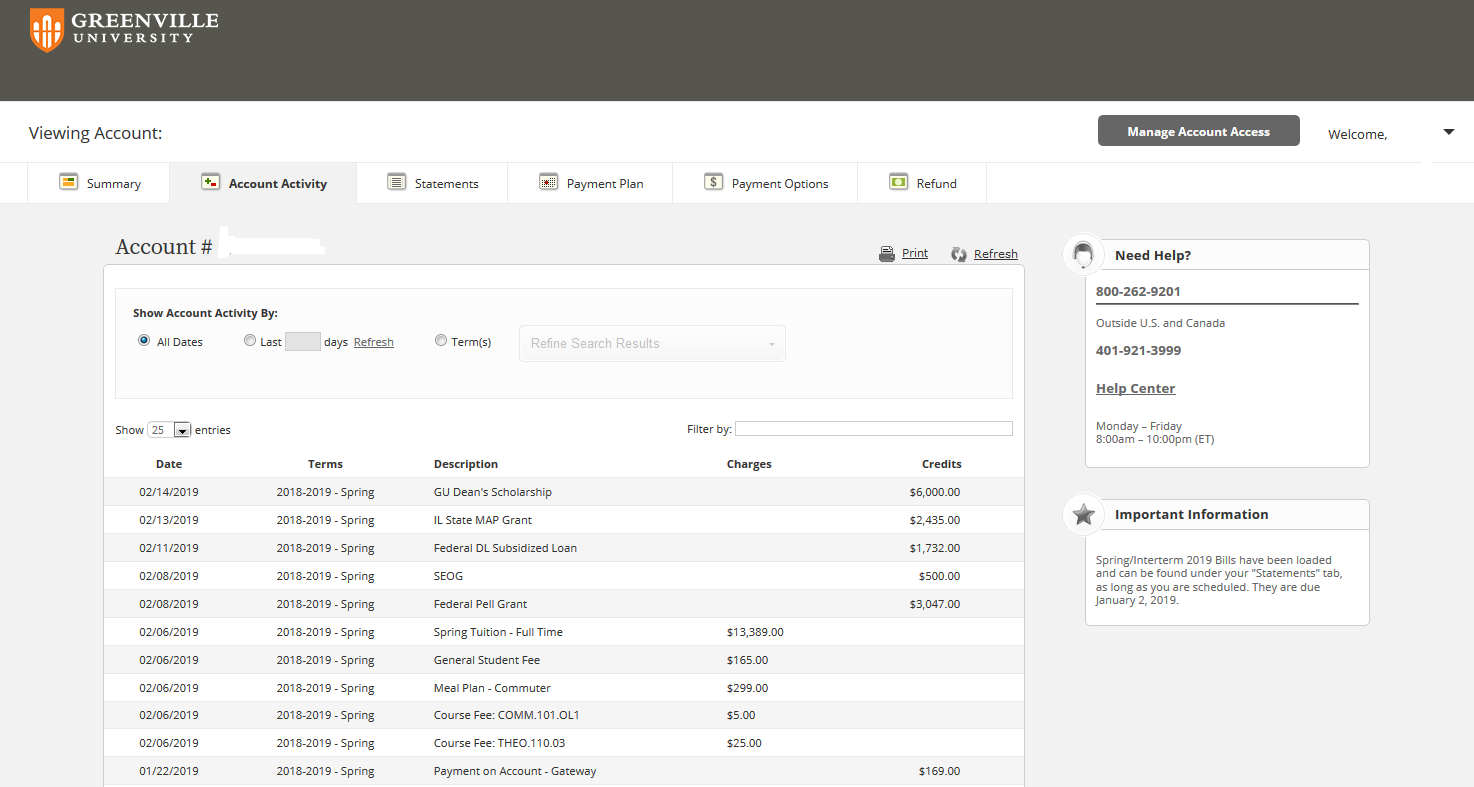 GREENVILLE
UNIVERSITY
Viewing Account:
Manage Account Access
Welcome,
Summary
Account Activity
Statements
Payment Plan
$ Payment Options
Refund
Account #
Print
Refresh
Show Account Activity By:
All Dates
Last days Refresh
Term(s)
Refine Search Results
Show 25 entries
Filter by:
Date Terms Description Charges Credits
02/14/2019 2018-2019 - Spring GU Dean's Scholarship $6,000.00
02/13/2019 2018-2019 - Spring IL State MAP Grant $2,435.00
02/11/2019 2018-2019 - Spring Federal DL Subsidized Loan $1,732.00
02/08/2019 2018-2019 - Spring SEOG $500.00
02/08/2019 2018-2019 - Spring Federal Pell Grant $3,047.00
02/06/2019 2018-2019 - Spring Spring Tuition - Full Time $13,389.00
02/06/2019 2018-2019 - Spring General Student Fee $165.00
02/06/2019 2018-2019 - Spring Meal Plan - Commuter $299.00
02/06/2019 2018-2019 - Spring Course Fee: COMM.101.OL1 $5.00
02/06/2019 2018-2019 - Spring Course Fee: THEO.110.03 $25.00
01/22/2019 2018-2019 - Spring Payment on Account - Gateway $169.00
Need Help?
800-262-9201
Outside U.S. and Canada
401-921-3999
Help Center
Monday – Friday
8:00am – 10:00pm (ET)
Important Information
Spring/Interterm 2019 Bills have been loaded
and can be found under your "Statements" tab,
as long as you are scheduled. They are due
January 2, 2019.